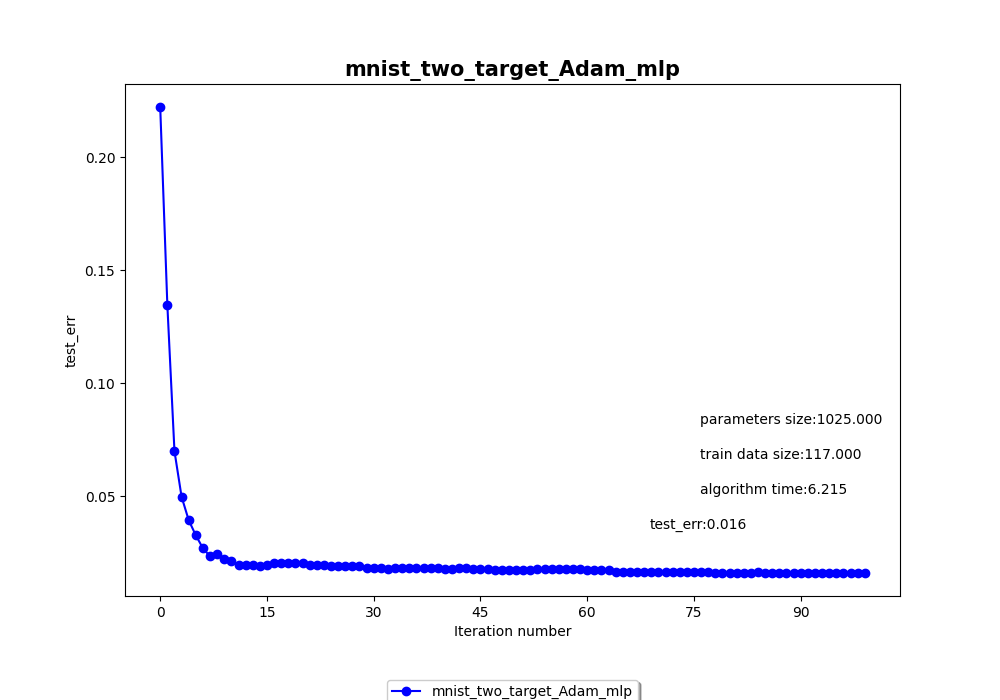 mnist_two_target_Adam_mlp
test_err
0.20
0.15
0.10
0.05
parameters size:1025.000
train data size:117.000
algorithm time:6.215
test_err:0.016
0 15 30 45 60 75 90
Iteration number
mnist_two_target_Adam_mlp